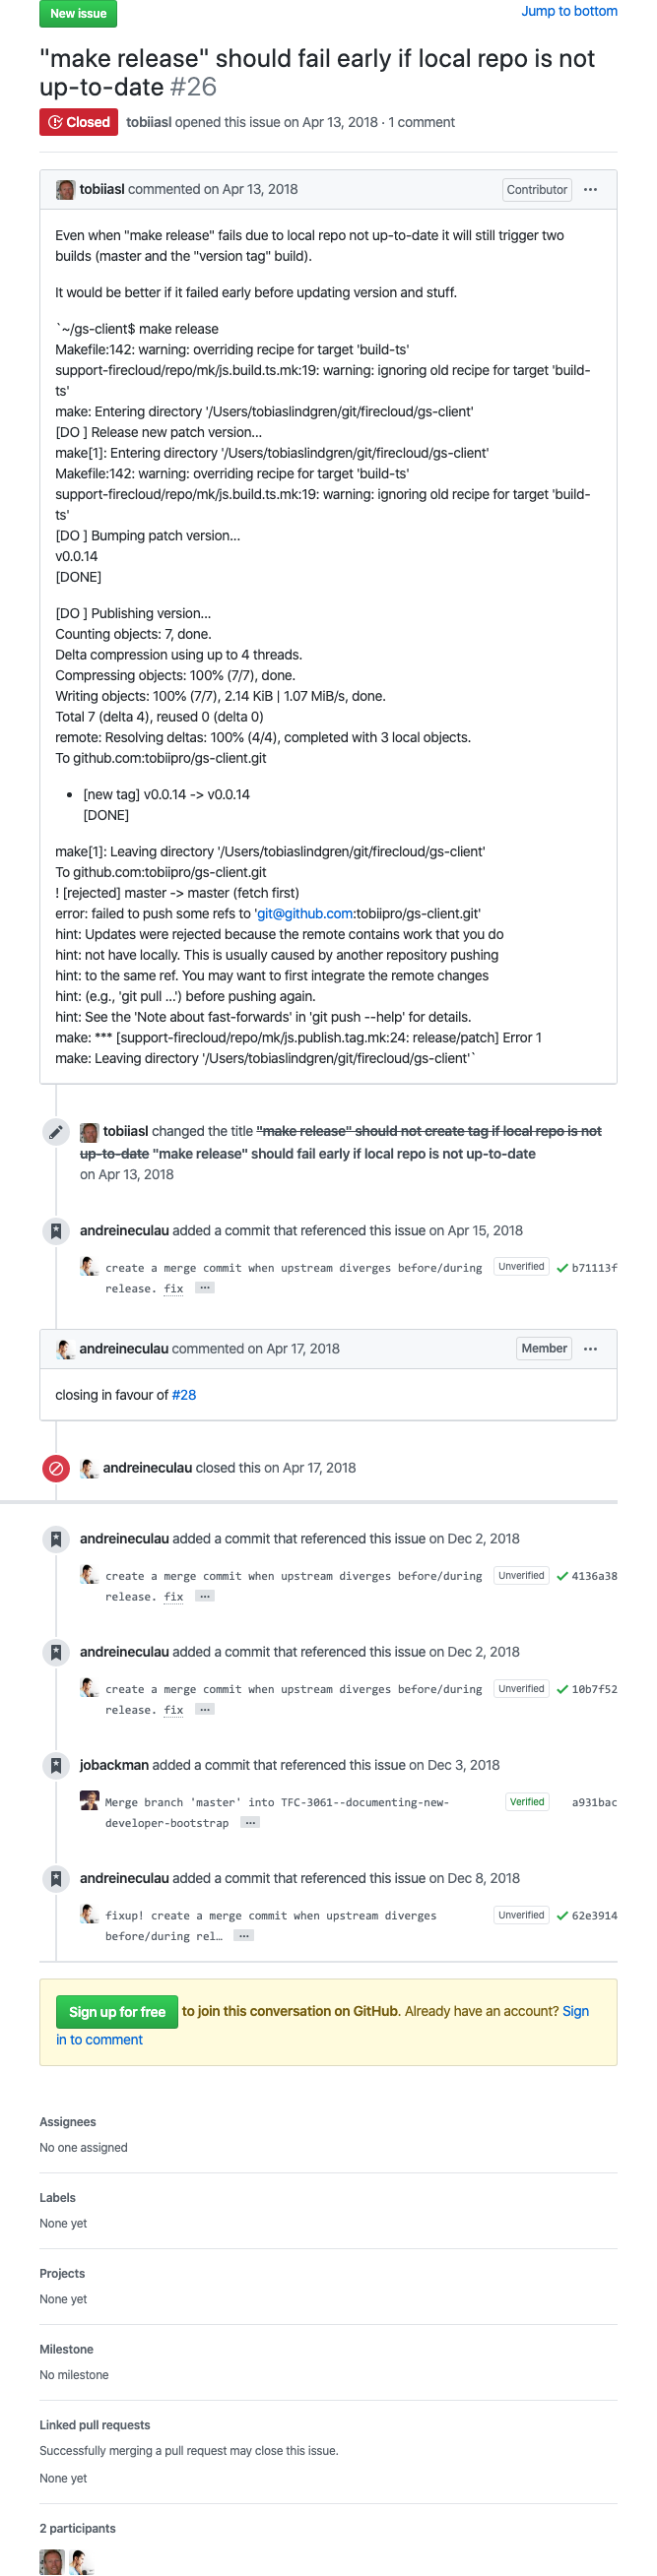 New issue
Jump to bottom
"make release" should fail early if local repo is not
up-to-date #26
Closed
tobiiasl opened this issue on Apr 13, 2018 · 1 comment
tobiiasl commented on Apr 13, 2018
Contributor
Even when "make release" fails due to local repo not up-to-date it will still trigger two
builds (master and the "version tag" build).
It would be better if it failed early before updating version and stuff.
`~/gs-client$ make release
Makefile:142: warning: overriding recipe for target 'build-ts'
support-firecloud/repo/mk/js.build.ts.mk:19: warning: ignoring old recipe for target 'build-
ts'
make: Entering directory '/Users/tobiaslindgren/git/firecloud/gs-client'
[DO ] Release new patch version...
make[1]: Entering directory '/Users/tobiaslindgren/git/firecloud/gs-client'
Makefile:142: warning: overriding recipe for target 'build-ts'
support-firecloud/repo/mk/js.build.ts.mk:19: warning: ignoring old recipe for target 'build-
ts'
[DO ] Bumping patch version...
v0.0.14
[DONE]
[DO ] Publishing version...
Counting objects: 7, done.
Delta compression using up to 4 threads.
Compressing objects: 100% (7/7), done.
Writing objects: 100% (7/7), 2.14 KiB | 1.07 MiB/s, done.
Total 7 (delta 4), reused 0 (delta 0)
remote: Resolving deltas: 100% (4/4), completed with 3 local objects.
To github.com:tobiipro/gs-client.git
• [new tag] v0.0.14 -> v0.0.14
[DONE]
make[1]: Leaving directory '/Users/tobiaslindgren/git/firecloud/gs-client'
To github.com:tobiipro/gs-client.git
! [rejected] master -> master (fetch first)
error: failed to push some refs to 'git@github.com:tobiipro/gs-client.git'
hint: Updates were rejected because the remote contains work that you do
hint: not have locally. This is usually caused by another repository pushing
hint: to the same ref. You may want to first integrate the remote changes
hint: (e.g., 'git pull ...') before pushing again.
hint: See the 'Note about fast-forwards' in 'git push --help' for details.
make: *** [support-firecloud/repo/mk/js.publish.tag.mk:24: release/patch] Error 1
make: Leaving directory '/Users/tobiaslindgren/git/firecloud/gs-client'`
tobiiasl changed the title "make release" should not create tag if local repo is not
up-to-date "make release" should fail early if local repo is not up-to-date
on Apr 13, 2018
andreineculau added a commit that referenced this issue on Apr 15, 2018
create a merge commit when upstream diverges before/during Unverified b71113f
release. fix ...
andreineculau commented on Apr 17, 2018
Member
closing in favour of #28
andreineculau closed this on Apr 17, 2018
andreineculau added a commit that referenced this issue on Dec 2, 2018
create a merge commit when upstream diverges before/during Unverified 4136a38
release. fix ...
andreineculau added a commit that referenced this issue on Dec 2, 2018
create a merge commit when upstream diverges before/during Unverified 10b7f52
release. fix ...
jobackman added a commit that referenced this issue on Dec 3, 2018
Merge branch 'master' into TFC-3061--documenting-new- Verified a931bac
developer-bootstrap ...
andreineculau added a commit that referenced this issue on Dec 8, 2018
fixup! create a merge commit when upstream diverges Unverified 62e3914
before/during rel… ...
Sign up for free to join this conversation on GitHub. Already have an account? Sign
in to comment
Assignees
No one assigned
Labels
None yet
Projects
None yet
Milestone
No milestone
Linked pull requests
Successfully merging a pull request may close this issue.
None yet
2 participants